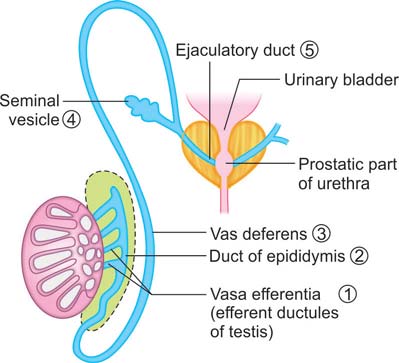 Ejaculatory duct ⑤
Urinary bladder
Seminal
vesicle ④
Prostatic part
of urethra
Vas deferens ③
Duct of epididymis ②
Vasa efferentia ①
(efferent ductules
of testis)